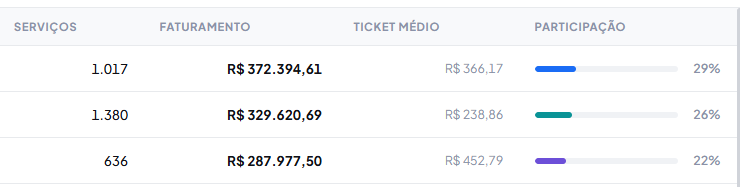 SERVIÇOS FATURAMENTO TICKET MÉDIO PARTICIPAÇÃO
1.017 R$ 372.394,61 R$ 366,17 29%
1.380 R$ 329.620,69 R$ 238,86 26%
636 R$ 287.977,50 R$ 452,79 22%